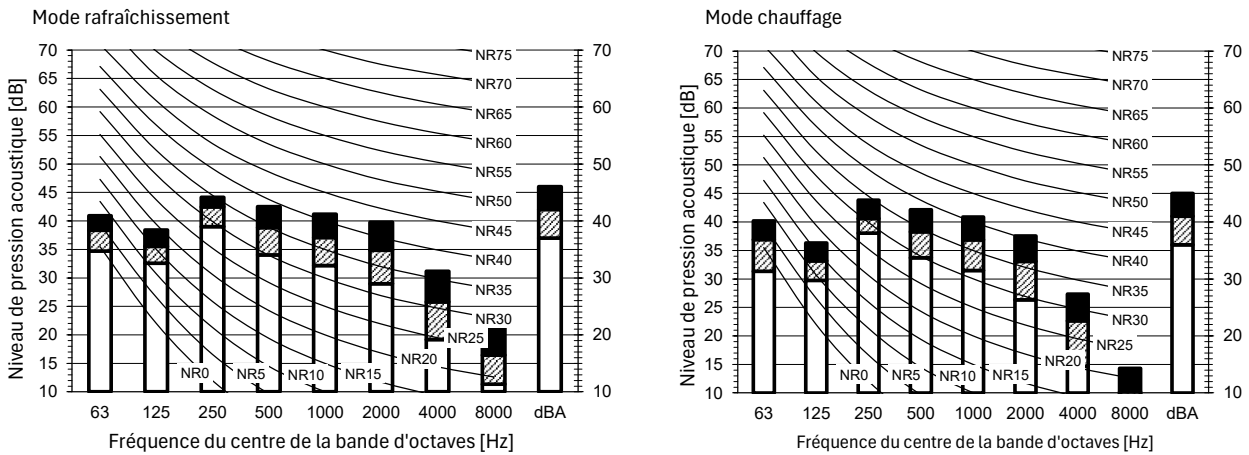 Mode rafraîchissement
Niveau de pression acoustique [dB]
70
65
60
55
50
45
40
35
30
25
20
15
10
NR75
NR70
NR65
NR60
NR55
NR50
NR45
NR40
NR35
NR30
NR25
NR20
NR0
NR5
NR10
NR15
70
60
50
40
30
20
10
63 125 250 500 1000 2000 4000 8000 dBA
Fréquence du centre de la bande d'octaves [Hz]
Mode chauffage
Niveau de pression acoustique [dB]
70
65
60
55
50
45
40
35
30
25
20
15
10
NR75
NR70
NR65
NR60
NR55
NR50
NR45
NR40
NR35
NR30
NR25
NR20
NR0
NR5
NR10
NR15
70
60
50
40
30
20
10
63 125 250 500 1000 2000 4000 8000 dBA
Fréquence du centre de la bande d'octaves [Hz]